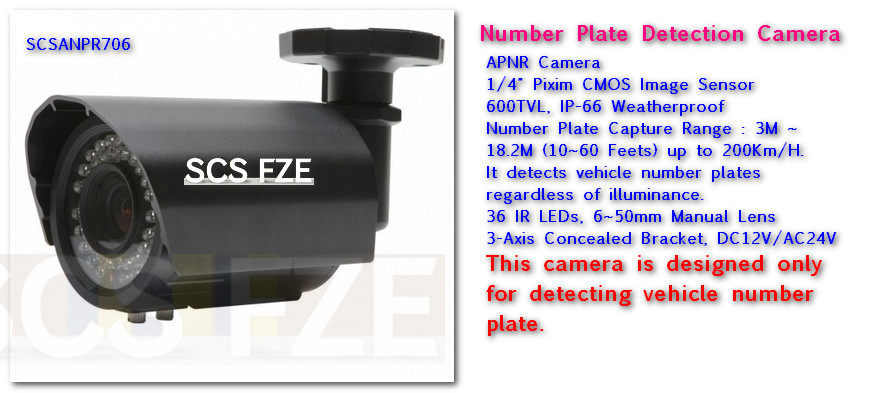 SCSANPR706
SCS FZE
SCS FZE
Number Plate Detection Camera
APNR Camera
1/4" Pixim CMOS Image Sensor
600TVL, IP-66 Weatherproof
Number Plate Capture Range : 3M ~
18.2M (10~60 Feets) up to 200Km/H.
It detects vehicle number plates
regardless of illuminance.
36 IR LEDs, 6~50mm Manual Lens
3-Axis Concealed Bracket, DC12V/AC24V
This camera is designed only
for detecting vehicle number
plate.